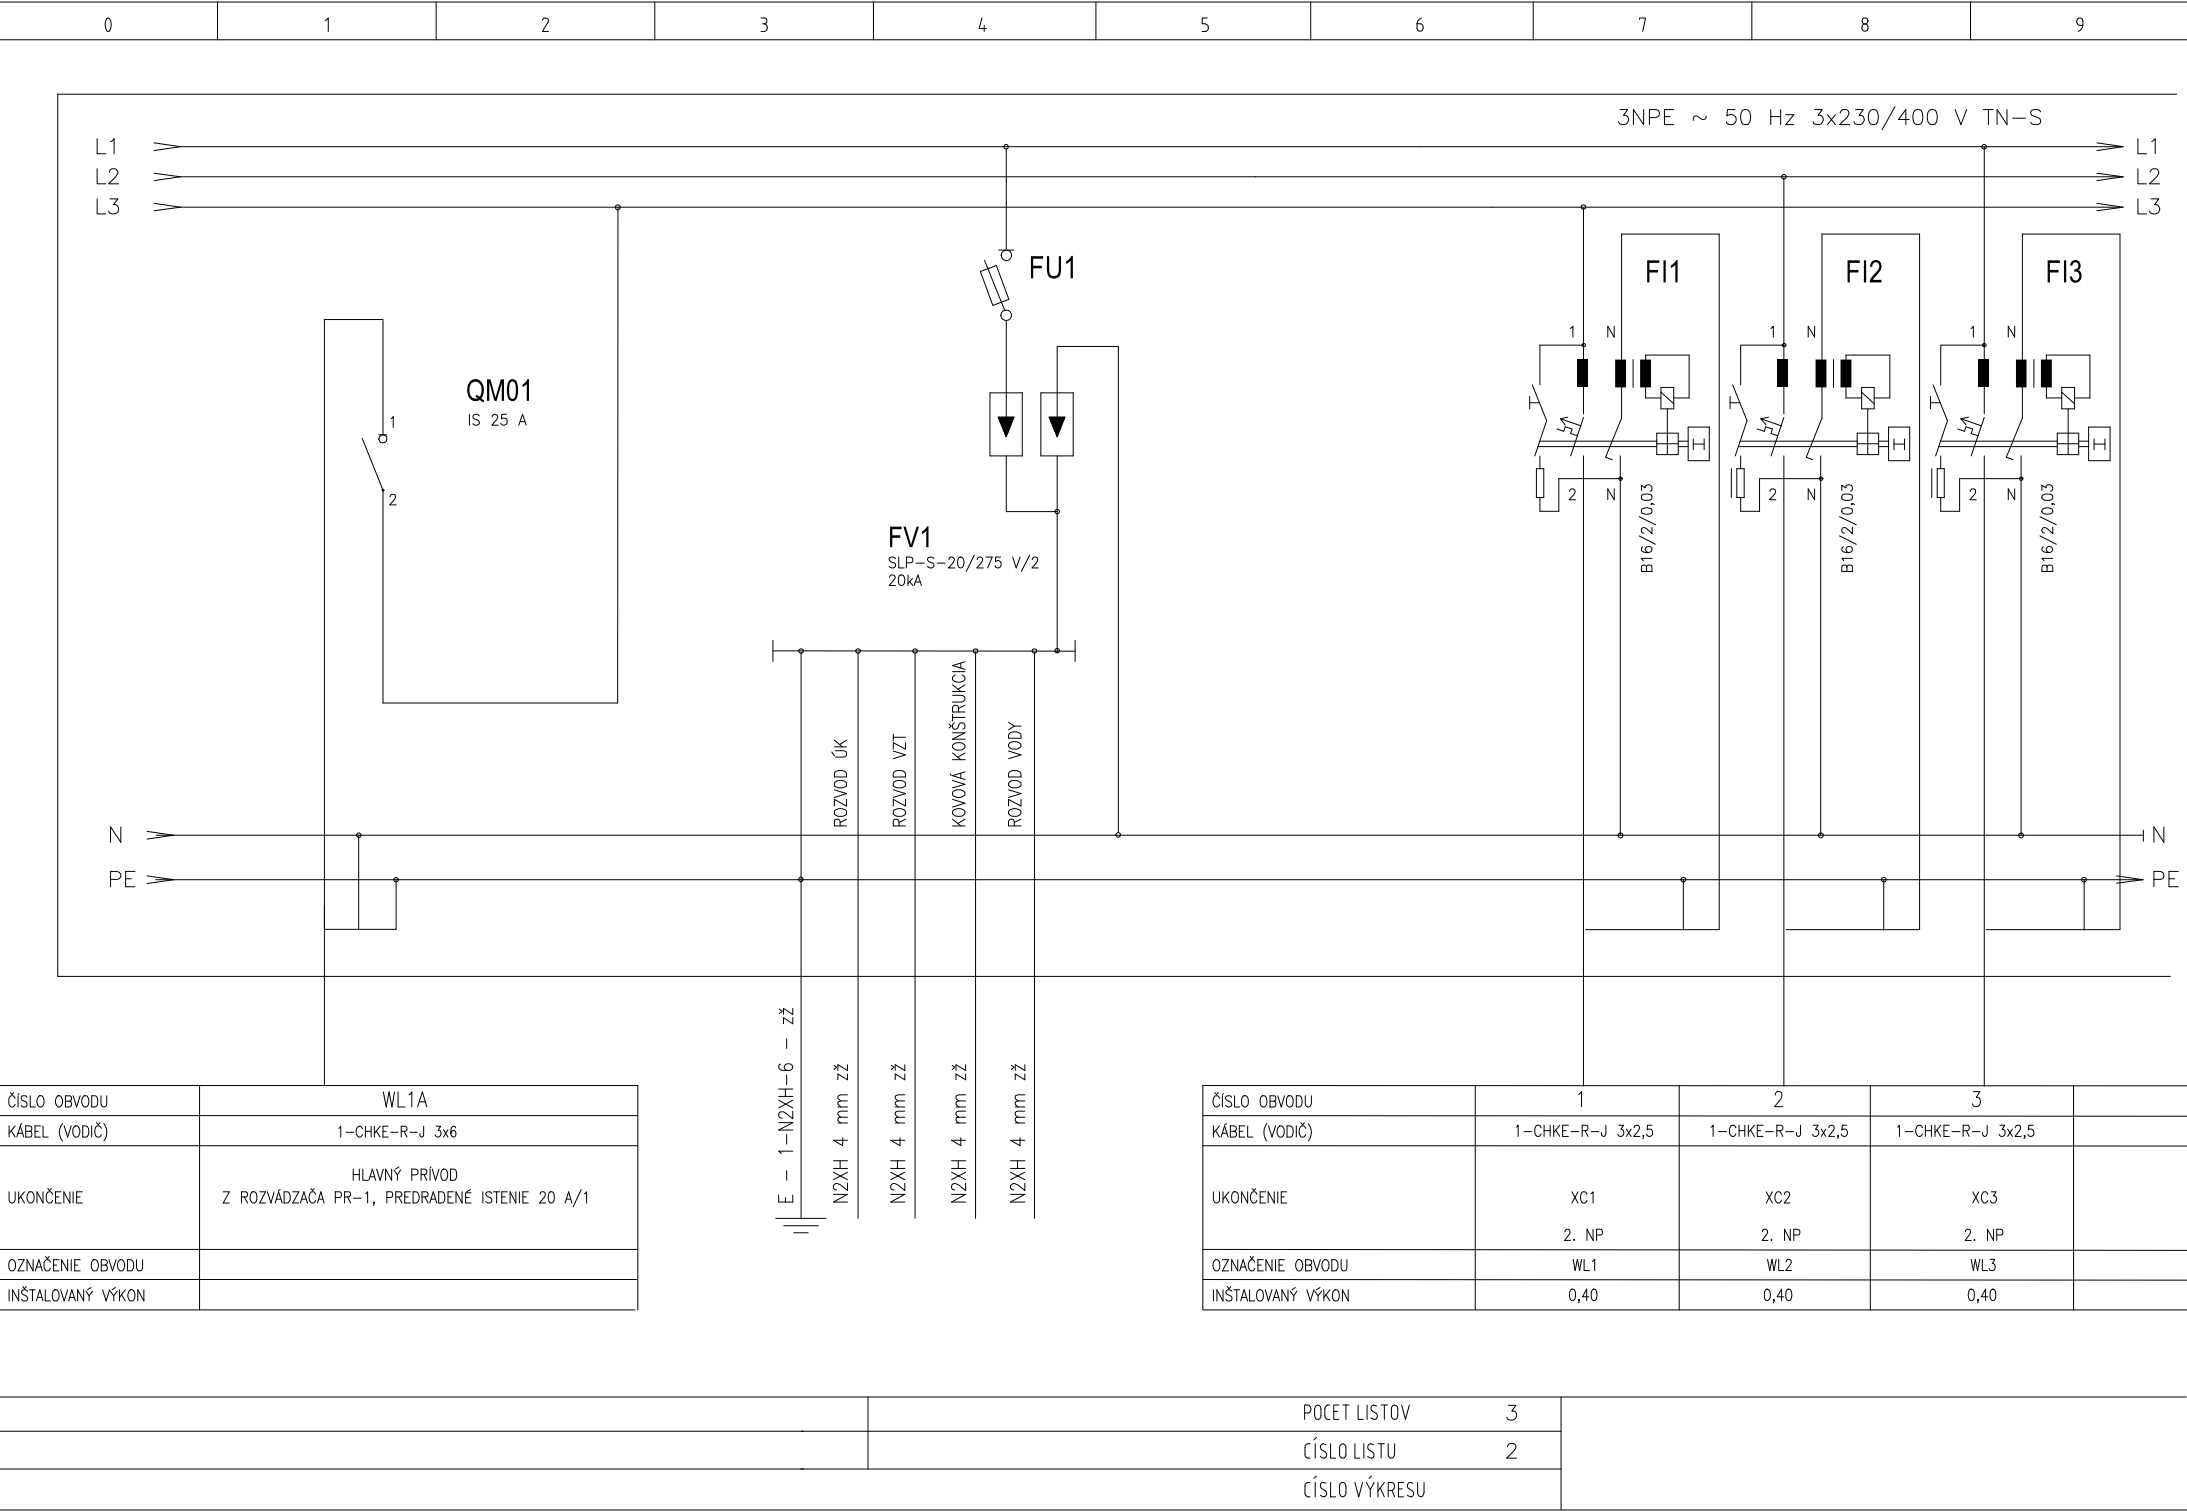 0 1 2 3 4 5 6 7 8 9
3NPE ~ 50 Hz 3x230/400 V TN-S
L1 L1
L2 L2
L3 L3
FU1
FI1 FI2 FI3
1 N 1 N 1 N
QM01
IS 25 A
1
2
2 N 2 N 2 N
B16/2/0,03 B16/2/0,03 B16/2/0,03
FV1
SLP-S-20/275 V/2
20kA
ROZVOD ÚK
ROZVOD VZT
KOVOVÁ KONŠTRUKCIA
ROZVOD VODY
N N
PE PE
E - 1-N2XH-6 - zž
N2XH 4 mm zž
N2XH 4 mm zž
N2XH 4 mm zž
N2XH 4 mm zž
ČÍSLO OBVODU WL1A
KÁBEL (VODIČ) 1-CHKE-R-J 3x6
HLAVNÝ PRÍVOD
UKONČENIE Z ROZVÁDZAČA PR-1, PREDRADENÉ ISTENIE 20 A/1
OZNAČENIE OBVODU
INŠTALOVANÝ VÝKON
ČÍSLO OBVODU 1 2 3
KÁBEL (VODIČ) 1-CHKE-R-J 3x2,5 1-CHKE-R-J 3x2,5 1-CHKE-R-J 3x2,5
UKONČENIE XC1 XC2 XC3
2. NP 2. NP 2. NP
OZNAČENIE OBVODU WL1 WL2 WL3
INŠTALOVANÝ VÝKON 0,40 0,40 0,40
POCET LISTOV 3
CÍSLO LISTU 2
CÍSLO VÝKRESU